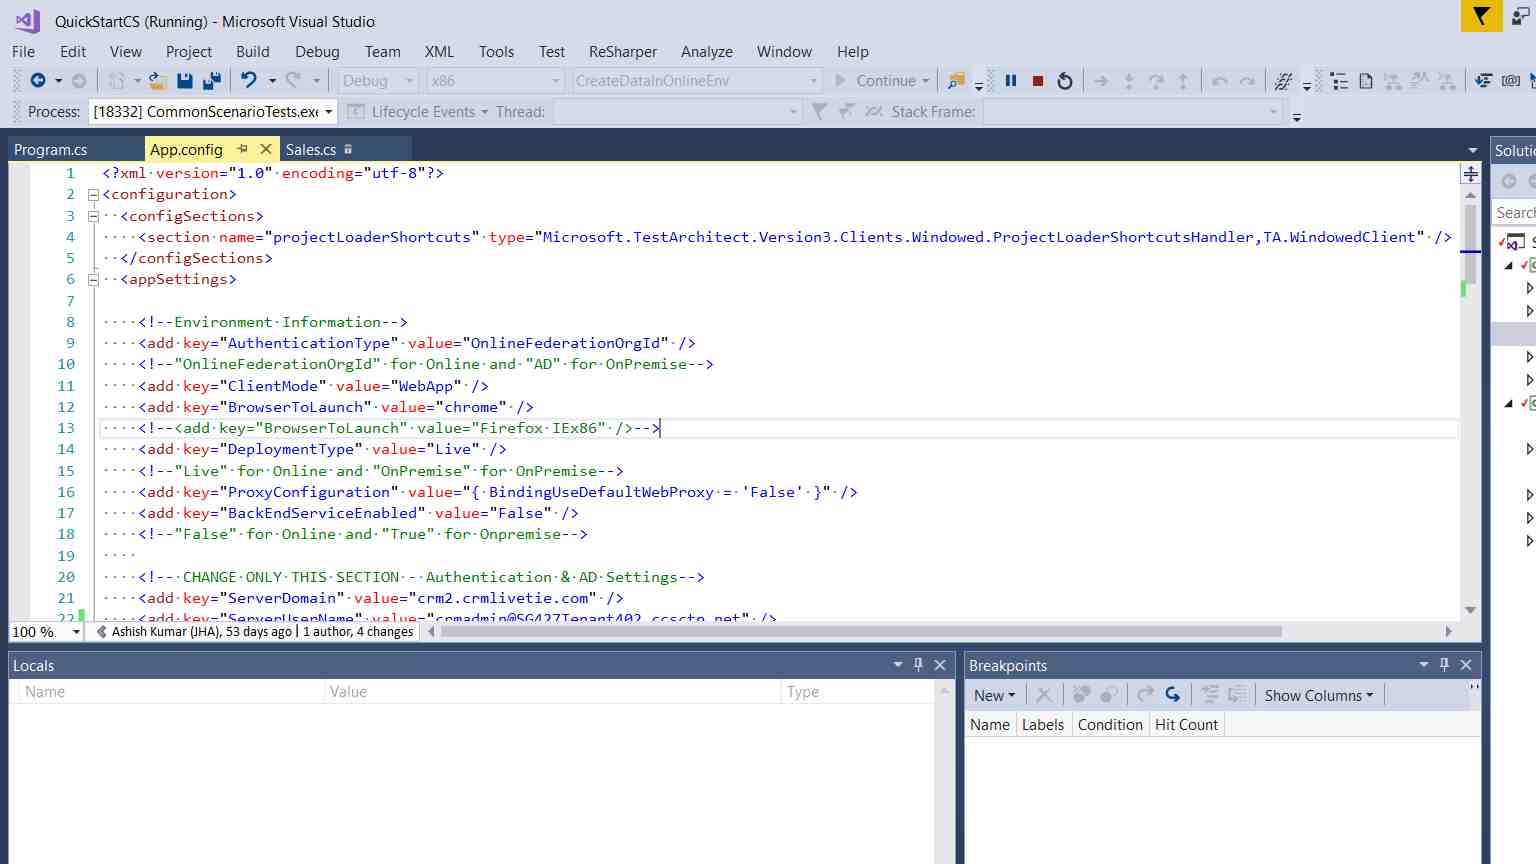 QuickStartCS (Running) - Microsoft Visual Studio
File Edit View Project Build Debug Team XML Tools Test ReSharper Analyze Window Help
Debug x86 CreateDataInOnlineEnv Continue
Process: [18332] CommonScenarioTests.exe Lifecycle Events Thread: Stack Frame:
Program.cs App.config Sales.cs
1 <?xml version="1.0" encoding="utf-8"?>
2 <configuration>
3 <configSections>
4 <section name="projectLoaderShortcuts" type="Microsoft.TestArchitect.Version3.Clients.Windowed.ProjectLoaderShortcutsHandler,TA.WindowedClient" />
5 </configSections>
6 <appSettings>
7
8 <!--Environment Information-->
9 <add key="AuthenticationType" value="OnlineFederationOrgId" />
10 <!--"OnlineFederationOrgId" for Online and "AD" for OnPremise-->
11 <add key="ClientMode" value="WebApp" />
12 <add key="BrowserToLaunch" value="chrome" />
13 <!--<add key="BrowserToLaunch" value="Firefox IEx86" />-->
14 <add key="DeploymentType" value="Live" />
15 <!--"Live" for Online and "OnPremise" for OnPremise-->
16 <add key="ProxyConfiguration" value="{ BindingUseDefaultWebProxy = 'False' }" />
17 <add key="BackEndServiceEnabled" value="False" />
18 <!--"False" for Online and "True" for Onpremise-->
19
20 <!-- CHANGE ONLY THIS SECTION - Authentication & AD Settings-->
21 <add key="ServerDomain" value="crm2.crmlivetie.com" />
22 <add key="ServerUserName" value="crmadmin@SG427Tenant402.ccsctp.net" />
100 % Ashish Kumar (JHA), 53 days ago | 1 author, 4 changes
Locals
Name Value Type
Breakpoints
New Show Columns
Name Labels Condition Hit Count
Solutio
Search